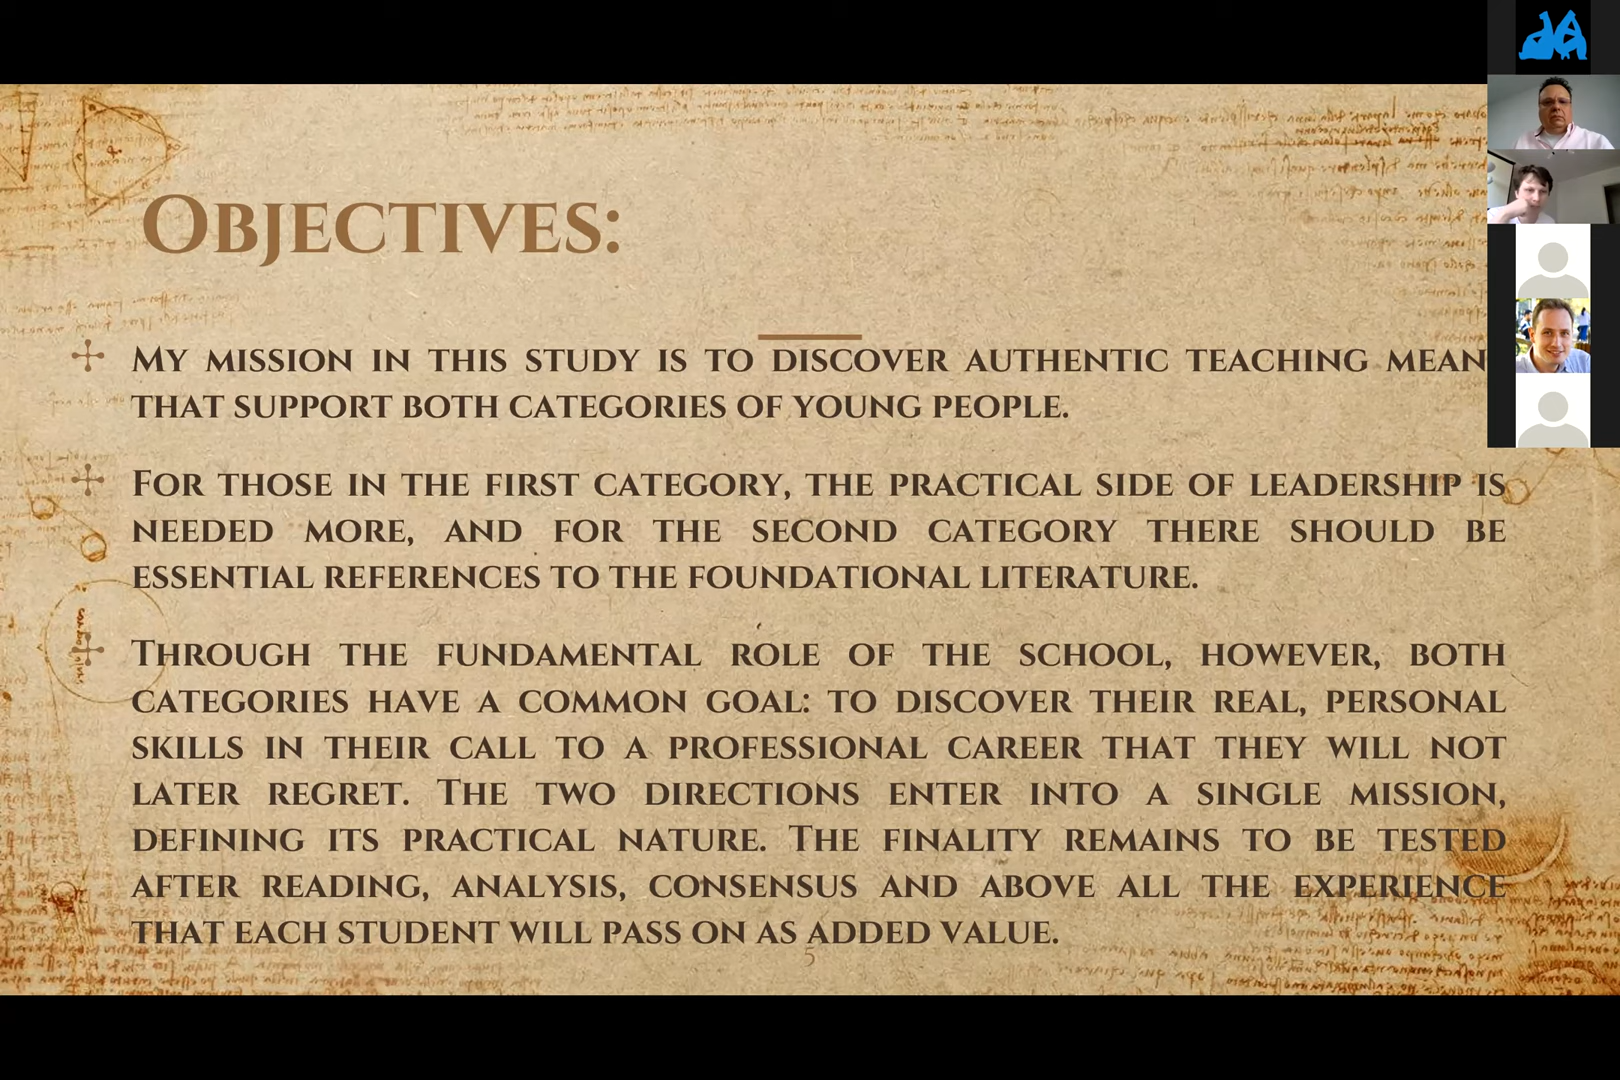 Objectives:
My mission in this study is to discover authentic teaching mean
that support both categories of young people.
For those in the first category, the practical side of leadership is
needed more, and for the second category there should be
essential references to the foundational literature.
Through the fundamental role of the school, however, both
categories have a common goal: to discover their real, personal
skills in their call to a professional career that they will not
later regret. The two directions enter into a single mission,
defining its practical nature. The finality remains to be tested
after reading, analysis, consensus and above all the experience
that each student will pass on as added value.
5